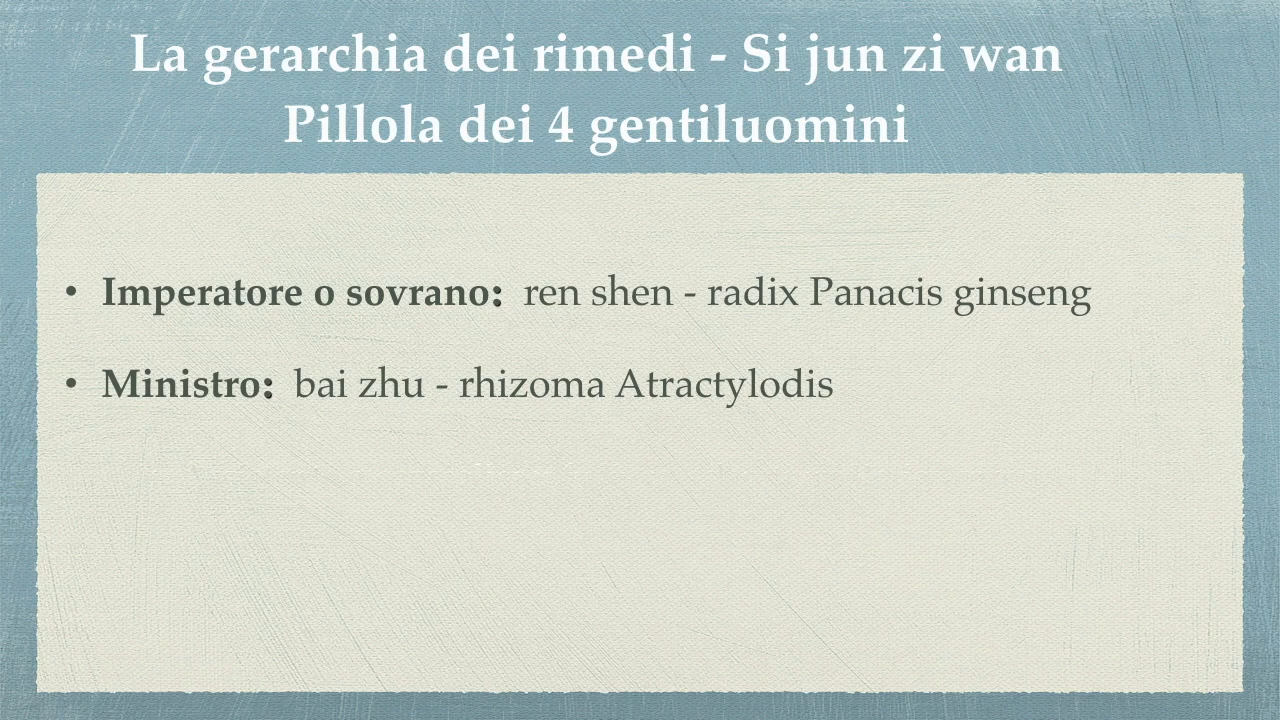 La gerarchia dei rimedi - Si jun zi wan
Pillola dei 4 gentiluomini
• Imperatore o sovrano: ren shen - radix Panacis ginseng
• Ministro: bai zhu - rhizoma Atractylodis